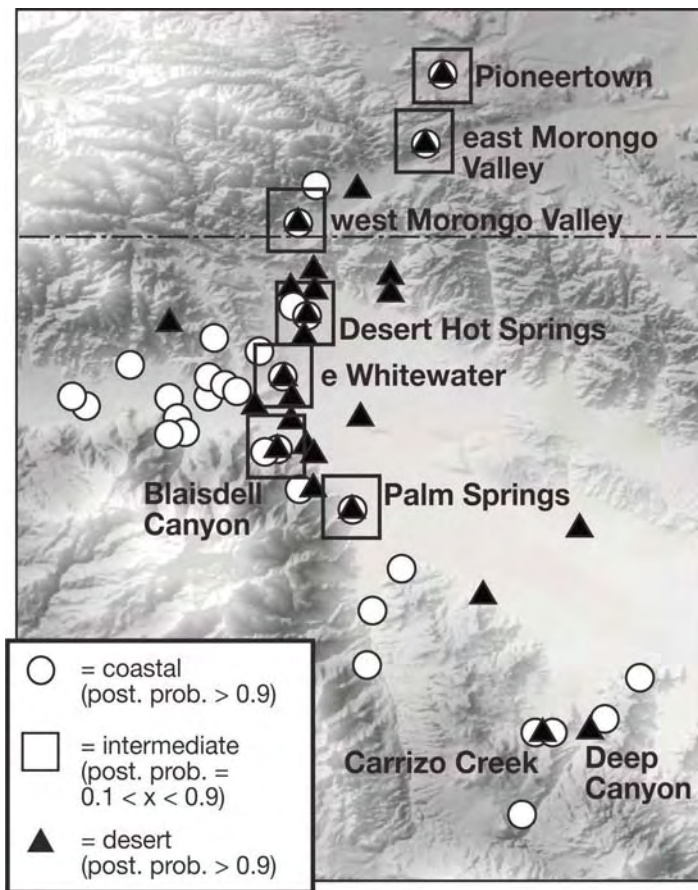 Pioneertown
east Morongo
Valley
west Morongo Valley
Desert Hot Springs
e Whitewater
Blaisdell
Canyon
Palm Springs
Carrizo Creek
Deep
Canyon
= coastal
(post. prob. > 0.9)
= intermediate
(post. prob. =
0.1 < x < 0.9)
= desert
(post. prob. > 0.9)